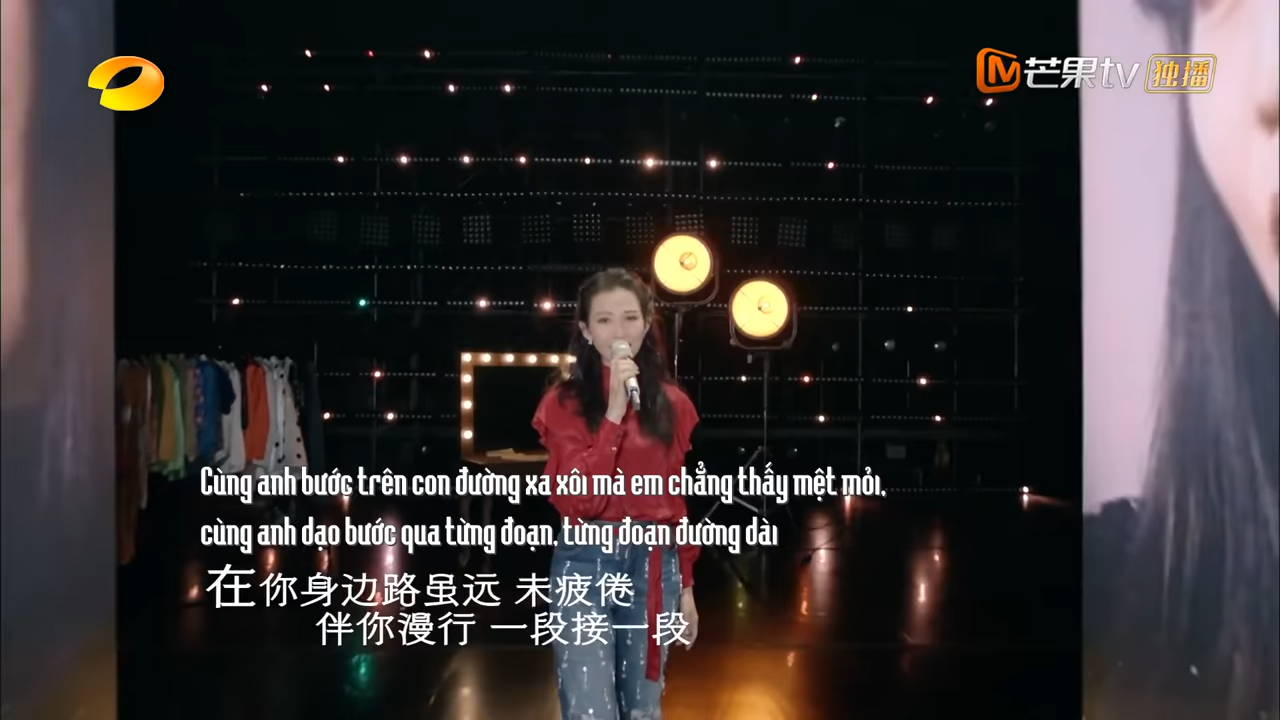 芒果tv 独播
Cùng anh bước trên con đường xa xôi mà em chẳng thấy mệt mỏi,
cùng anh dạo bước qua từng đoạn, từng đoạn đường dài
在你身边路虽远 未疲倦
伴你漫行 一段接一段